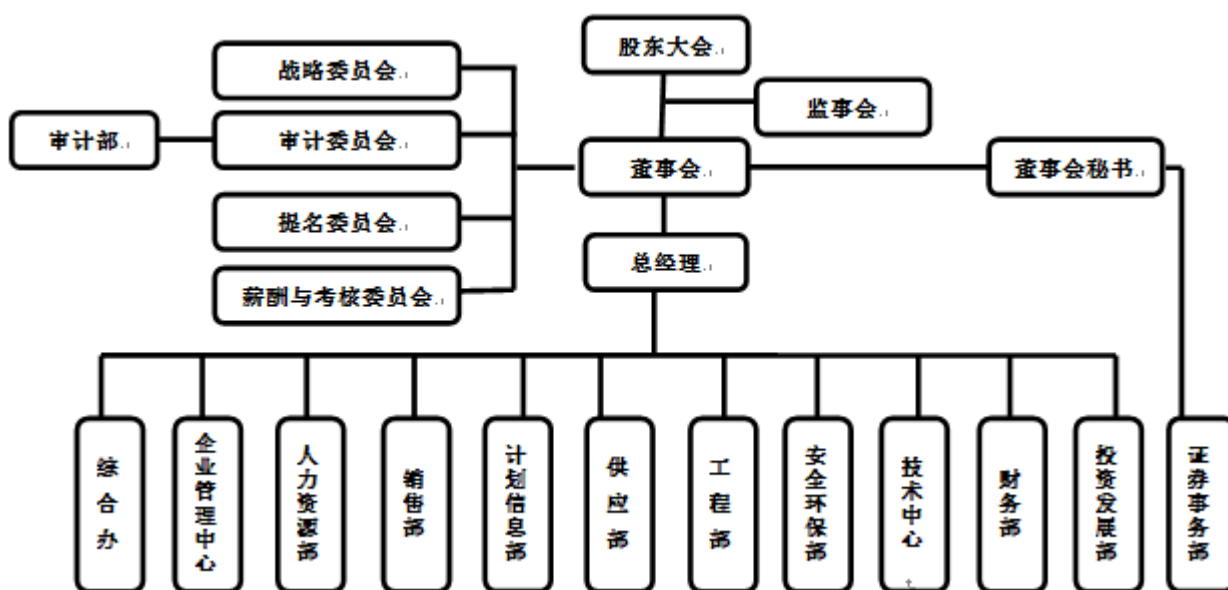 股东大会
战略委员会
监事会
审计部
审计委员会
董事会
董事会秘书
提名委员会
总经理
薪酬与考核委员会
综合办
企业管理中心
人力资源部
销售部
计划信息部
供应部
工程部
安全环保部
技术中心
财务部
投资发展部
证券事务部